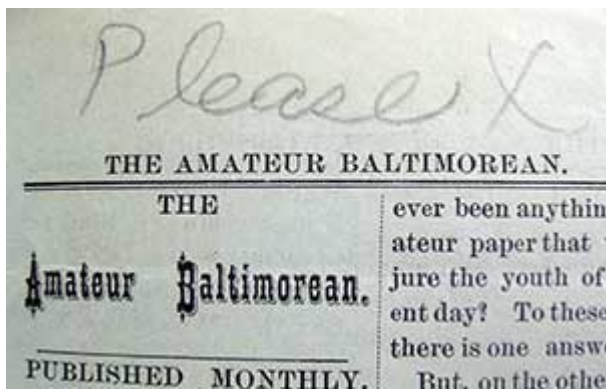 Please X
THE AMATEUR BALTIMOREAN.
THE
Amateur Baltimorean.
PUBLISHED MONTHLY.
ever been anythin
ateur paper that
jure the youth of
ent day? To these
there is one answ
But, on the othe